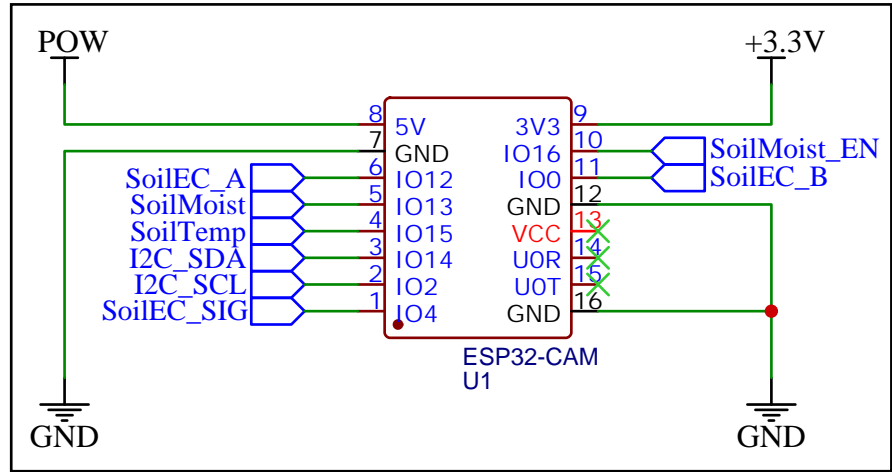 POW +3.3V
8 5V 3V3 9
7 GND IO16 10 SoilMoist_EN
SoilEC_A 6 IO12 IO0 11 SoilEC_B
SoilMoist 5 IO13 GND 12
SoilTemp 4 IO15 VCC 13
I2C_SDA 3 IO14 U0R 14
I2C_SCL 2 IO2 U0T 15
SoilEC_SIG 1 IO4 GND 16
ESP32-CAM
U1
GND GND